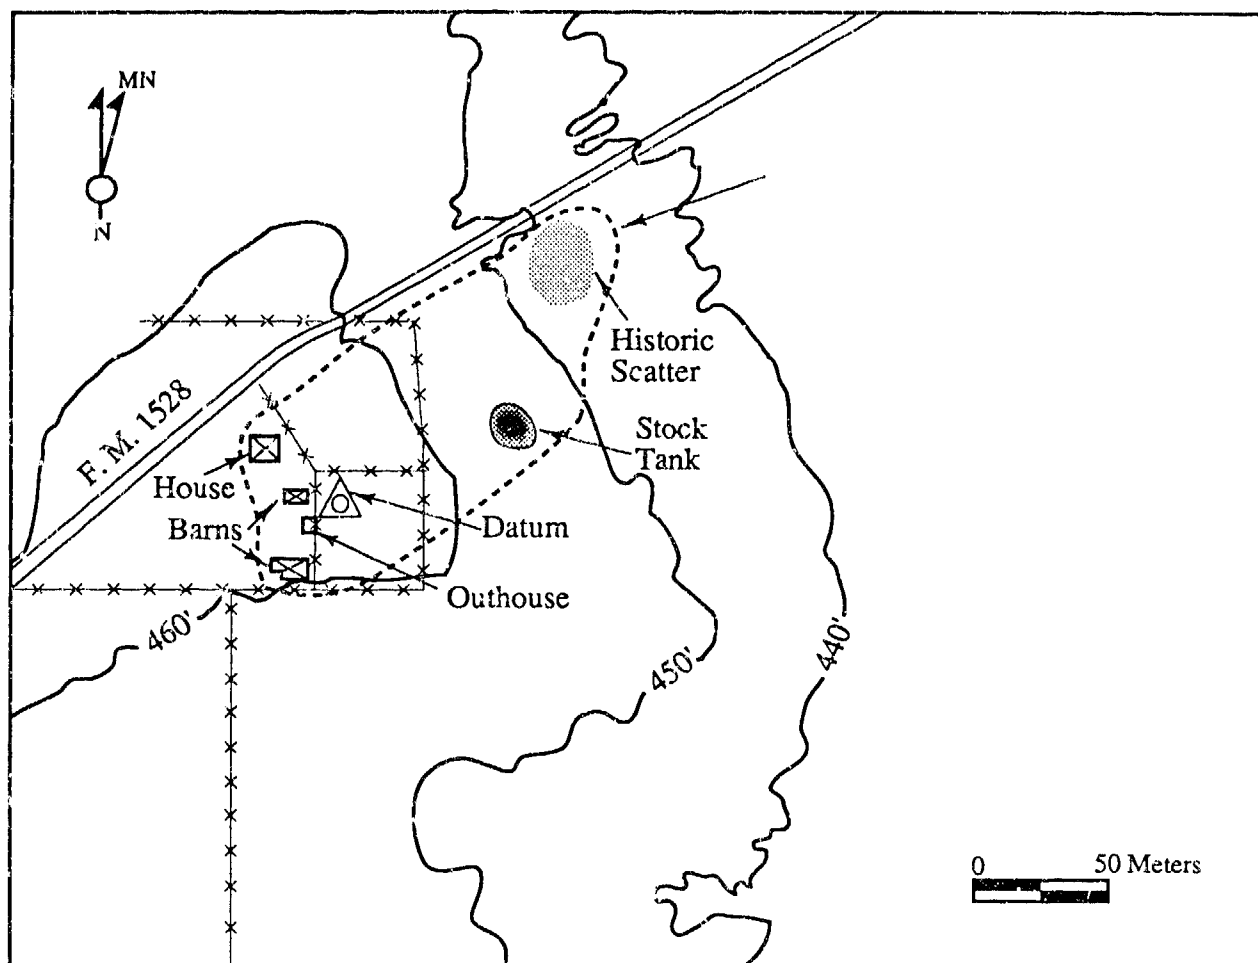 MN
N
F. M. 1528
Historic
Scatter
Stock
Tank
House
Barns
Datum
Outhouse
460'
450'
440'
0 50 Meters